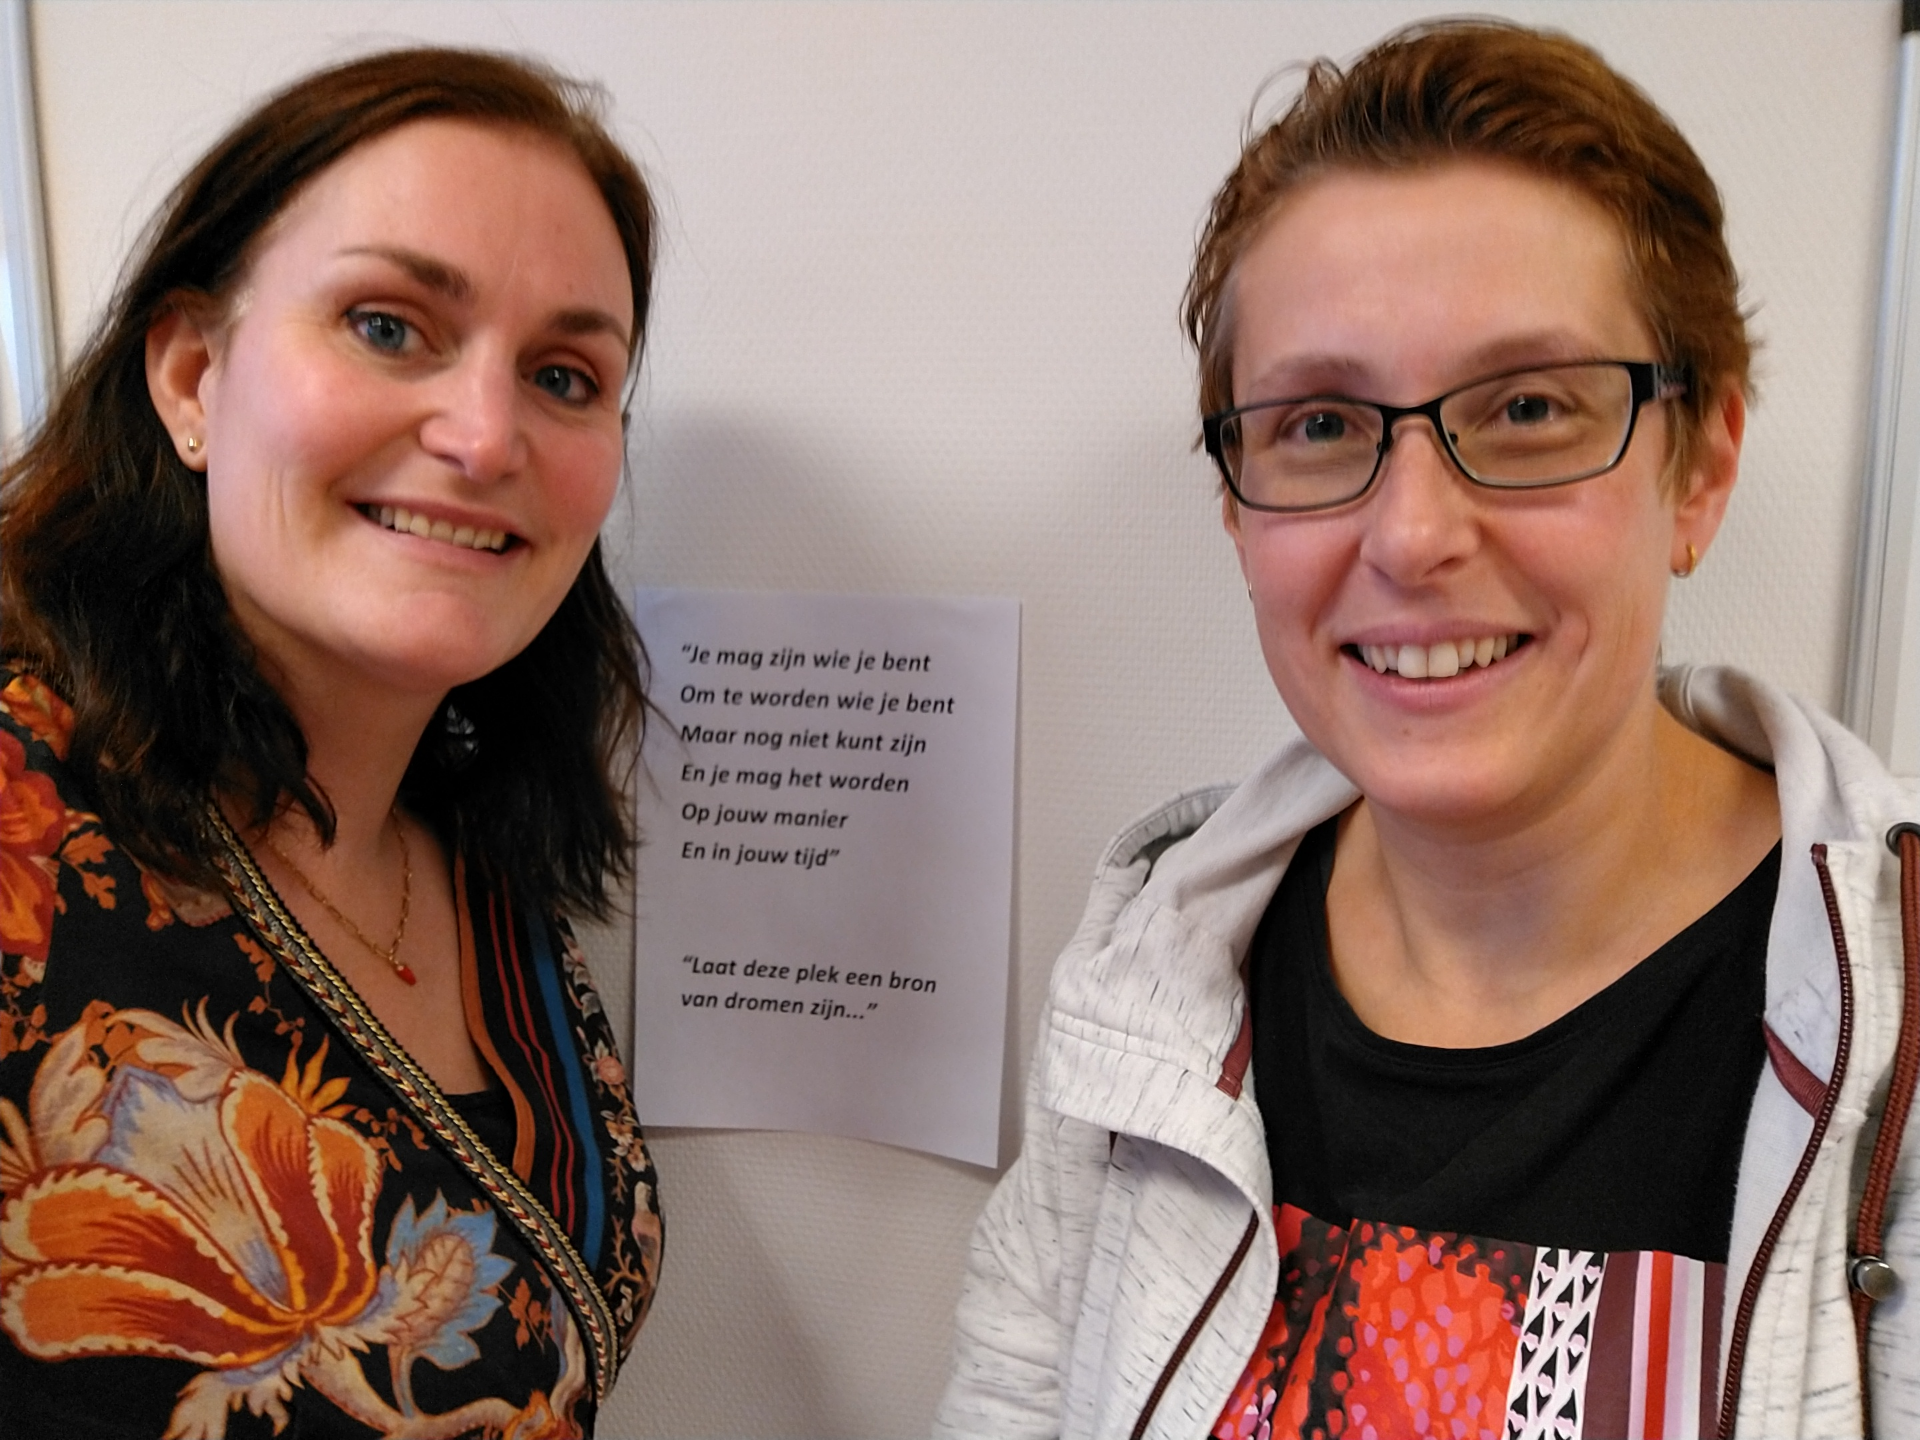 “Je mag zijn wie je bent
Om te worden wie je bent
Maar nog niet kunt zijn
En je mag het worden
Op jouw manier
En in jouw tijd”
“Laat deze plek een bron
van dromen zijn...”